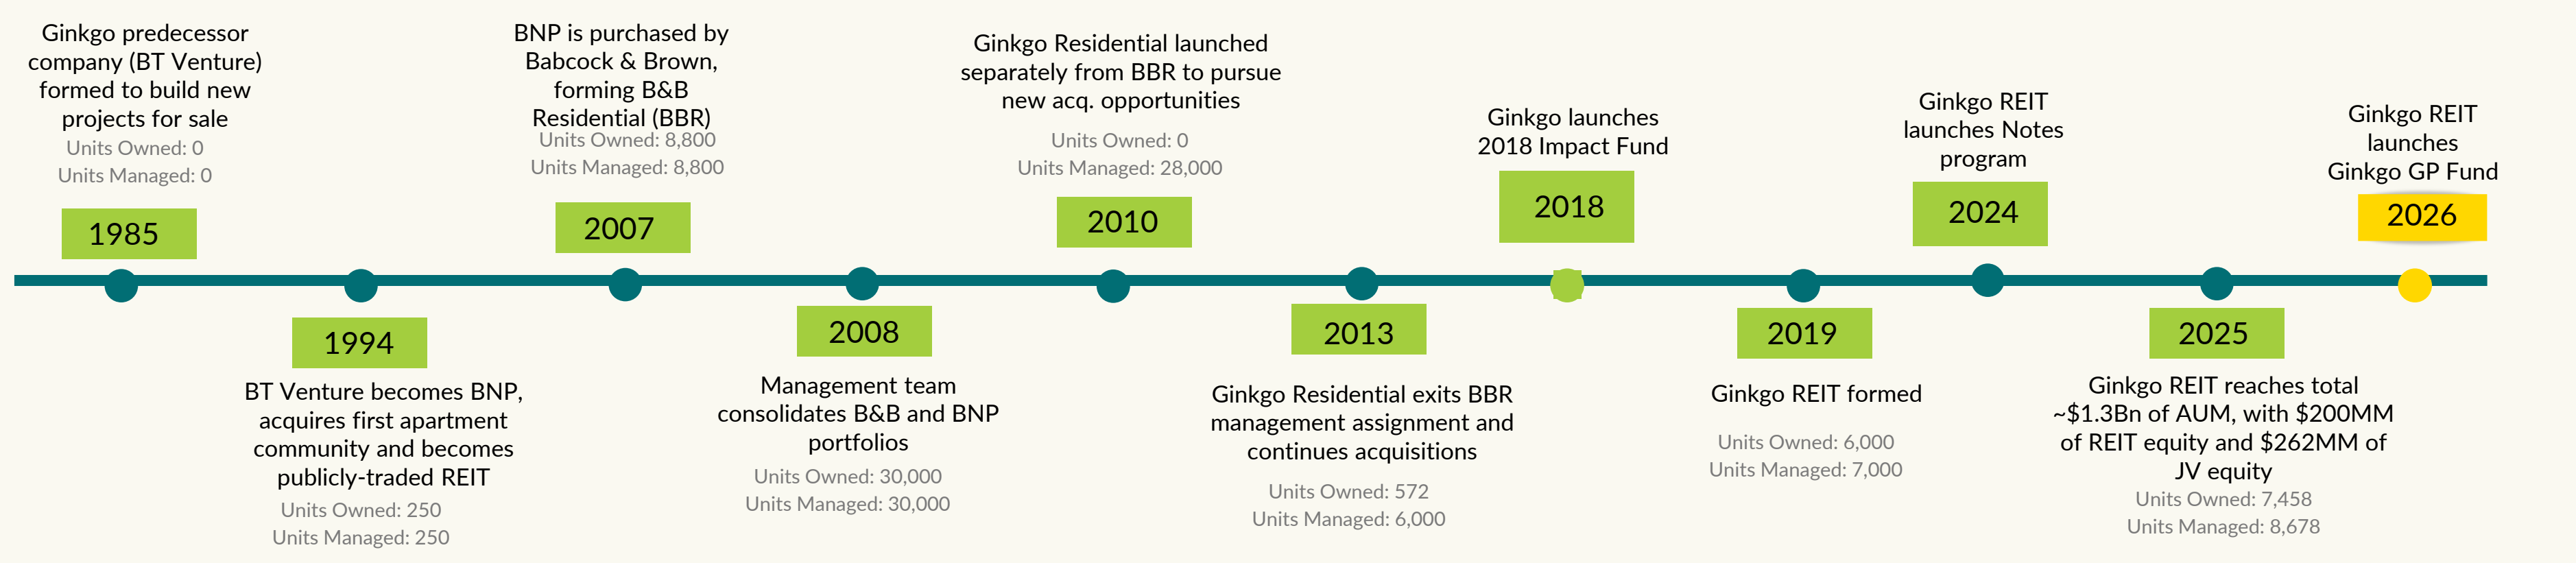 Ginkgo predecessor
company (BT Venture)
formed to build new
projects for sale
Units Owned: 0
Units Managed: 0
1985
1994
BT Venture becomes BNP,
acquires first apartment
community and becomes
publicly-traded REIT
Units Owned: 250
Units Managed: 250
BNP is purchased by
Babcock & Brown,
forming B&B
Residential (BBR)
Units Owned: 8,800
Units Managed: 8,800
2007
2008
Management team
consolidates B&B and BNP
portfolios
Units Owned: 30,000
Units Managed: 30,000
Ginkgo Residential launched
separately from BBR to pursue
new acq. opportunities
Units Owned: 0
Units Managed: 28,000
2010
2013
Ginkgo Residential exits BBR
management assignment and
continues acquisitions
Units Owned: 572
Units Managed: 6,000
Ginkgo launches
2018 Impact Fund
2018
2019
Ginkgo REIT formed
Units Owned: 6,000
Units Managed: 7,000
Ginkgo REIT
launches Notes
program
2024
2025
Ginkgo REIT reaches total
~$1.3Bn of AUM, with $200MM
of REIT equity and $262MM of
JV equity
Units Owned: 7,458
Units Managed: 8,678
Ginkgo REIT
launches
Ginkgo GP Fund
2026